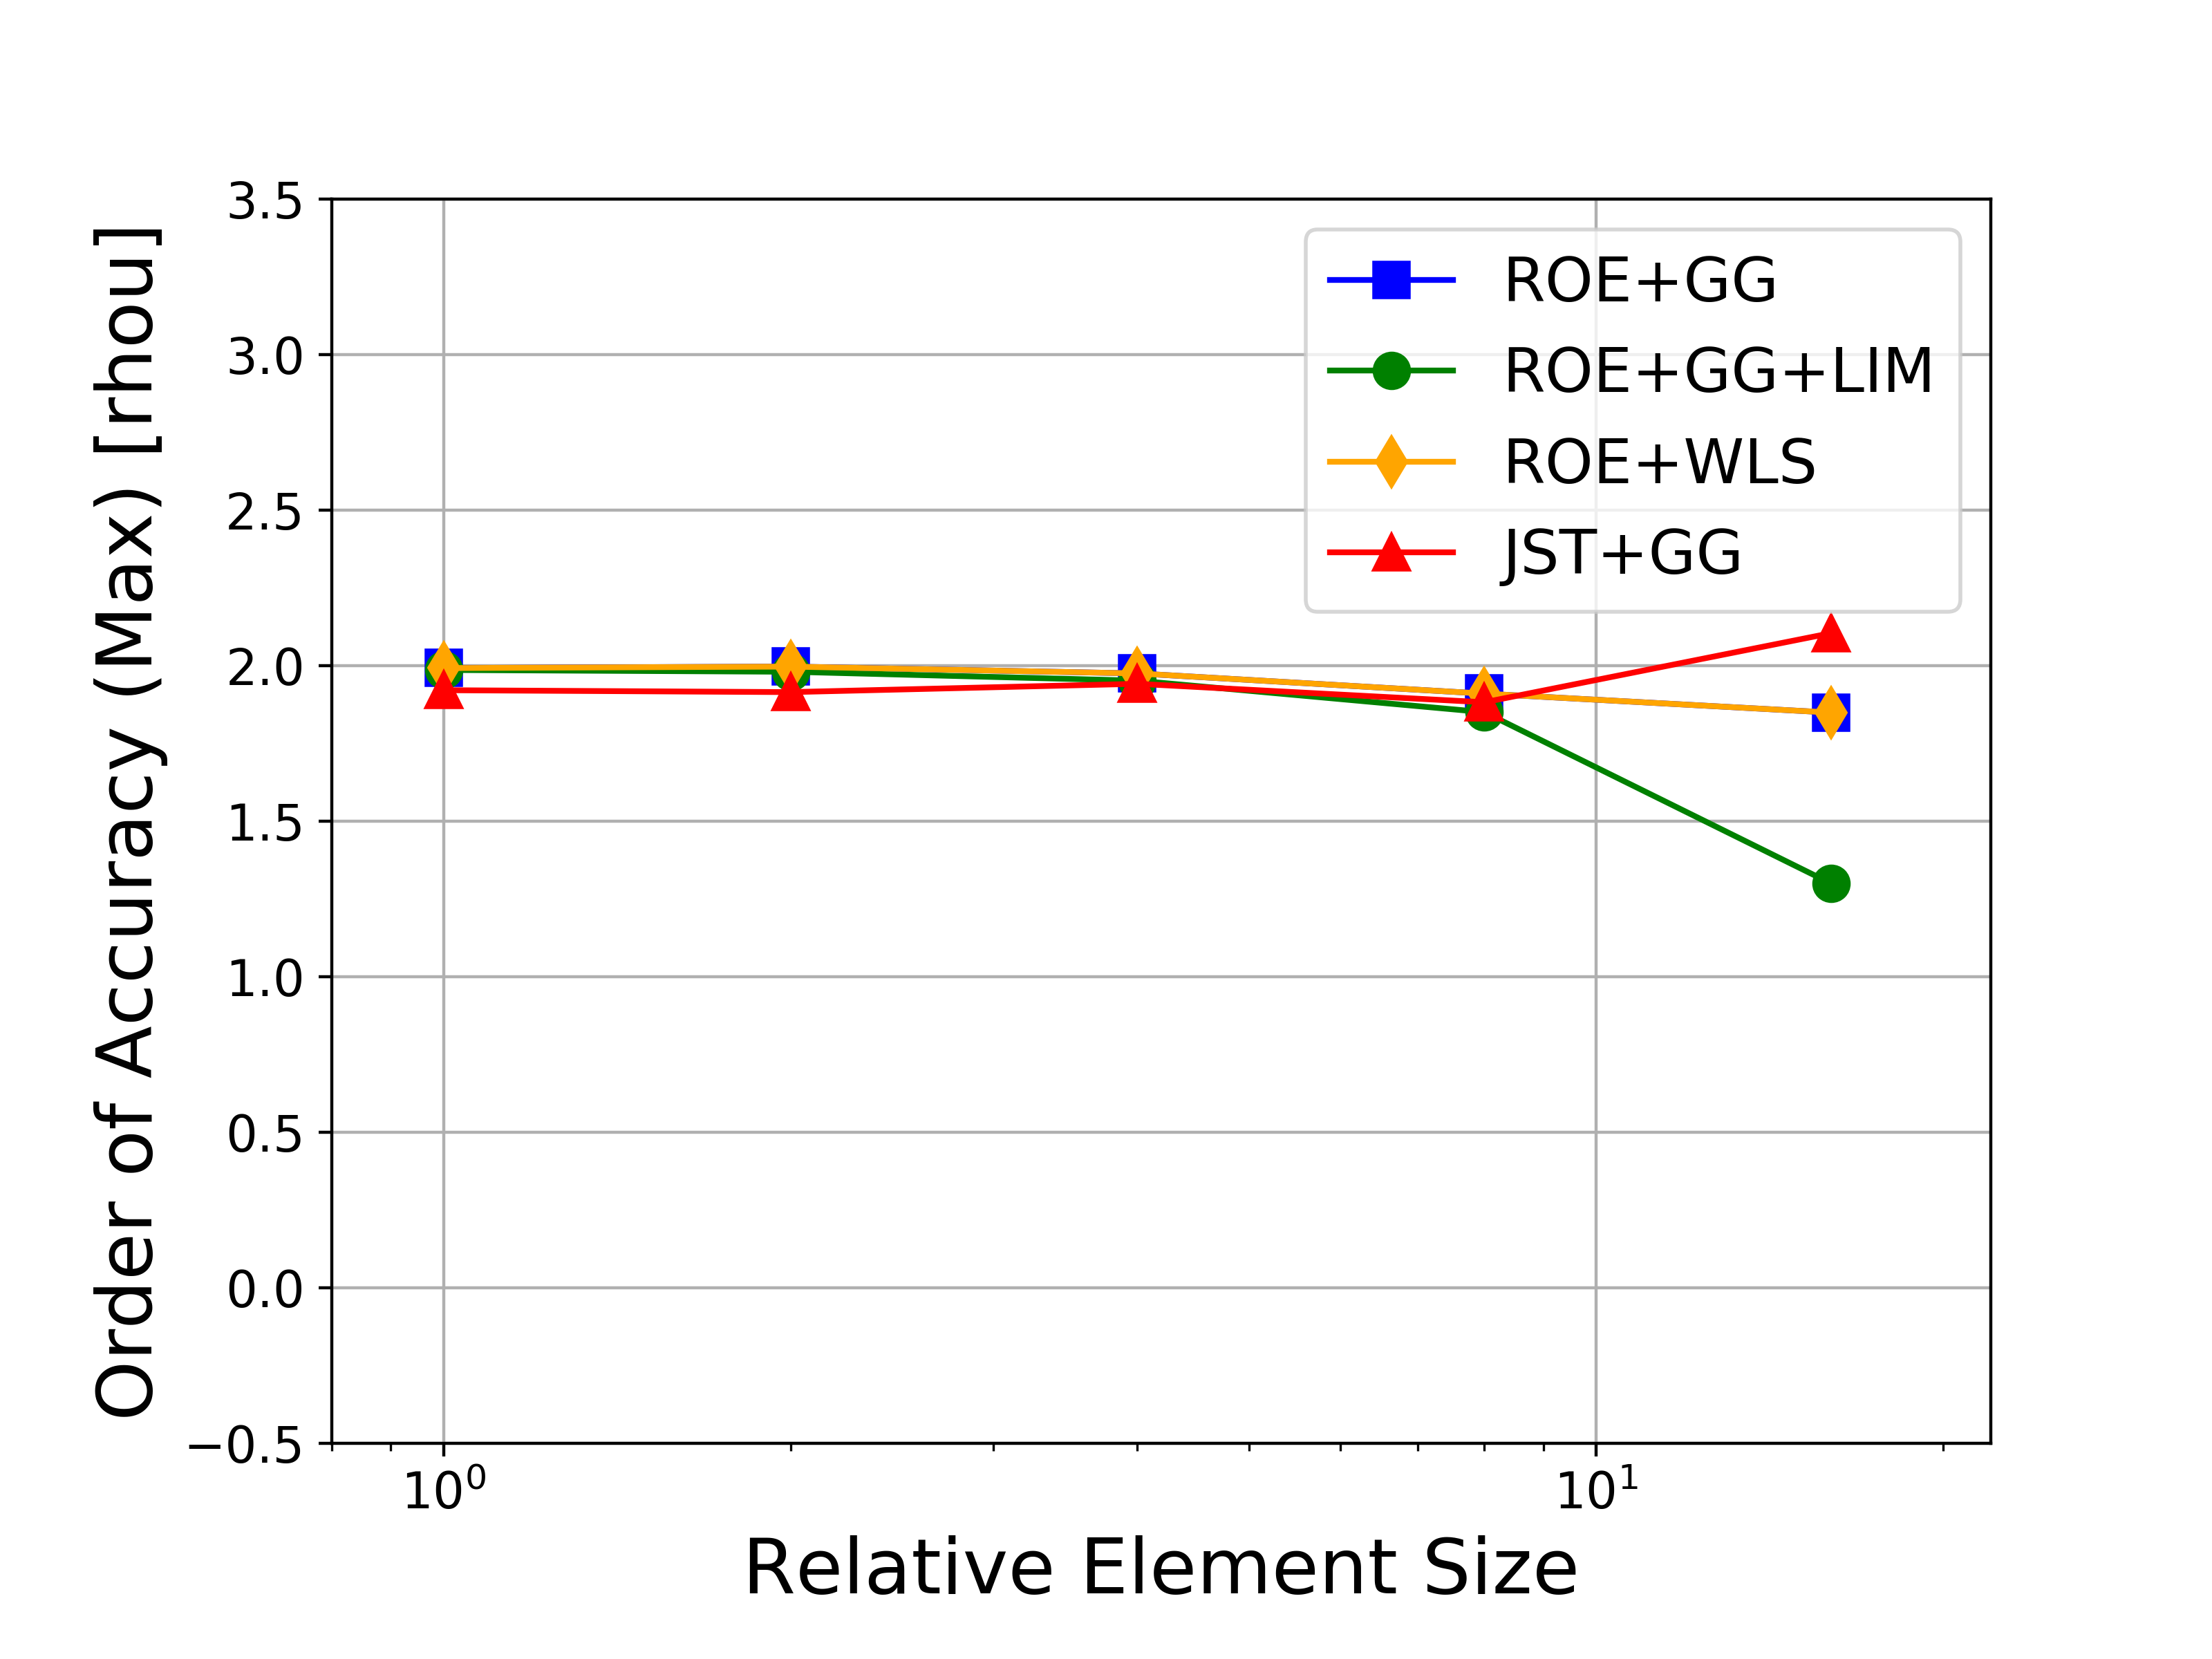 3.5
3.0
2.5
2.0
1.5
1.0
0.5
0.0
−0.5
Order of Accuracy (Max) [rhou]
ROE+GG
ROE+GG+LIM
ROE+WLS
JST+GG
10⁰
10¹
Relative Element Size